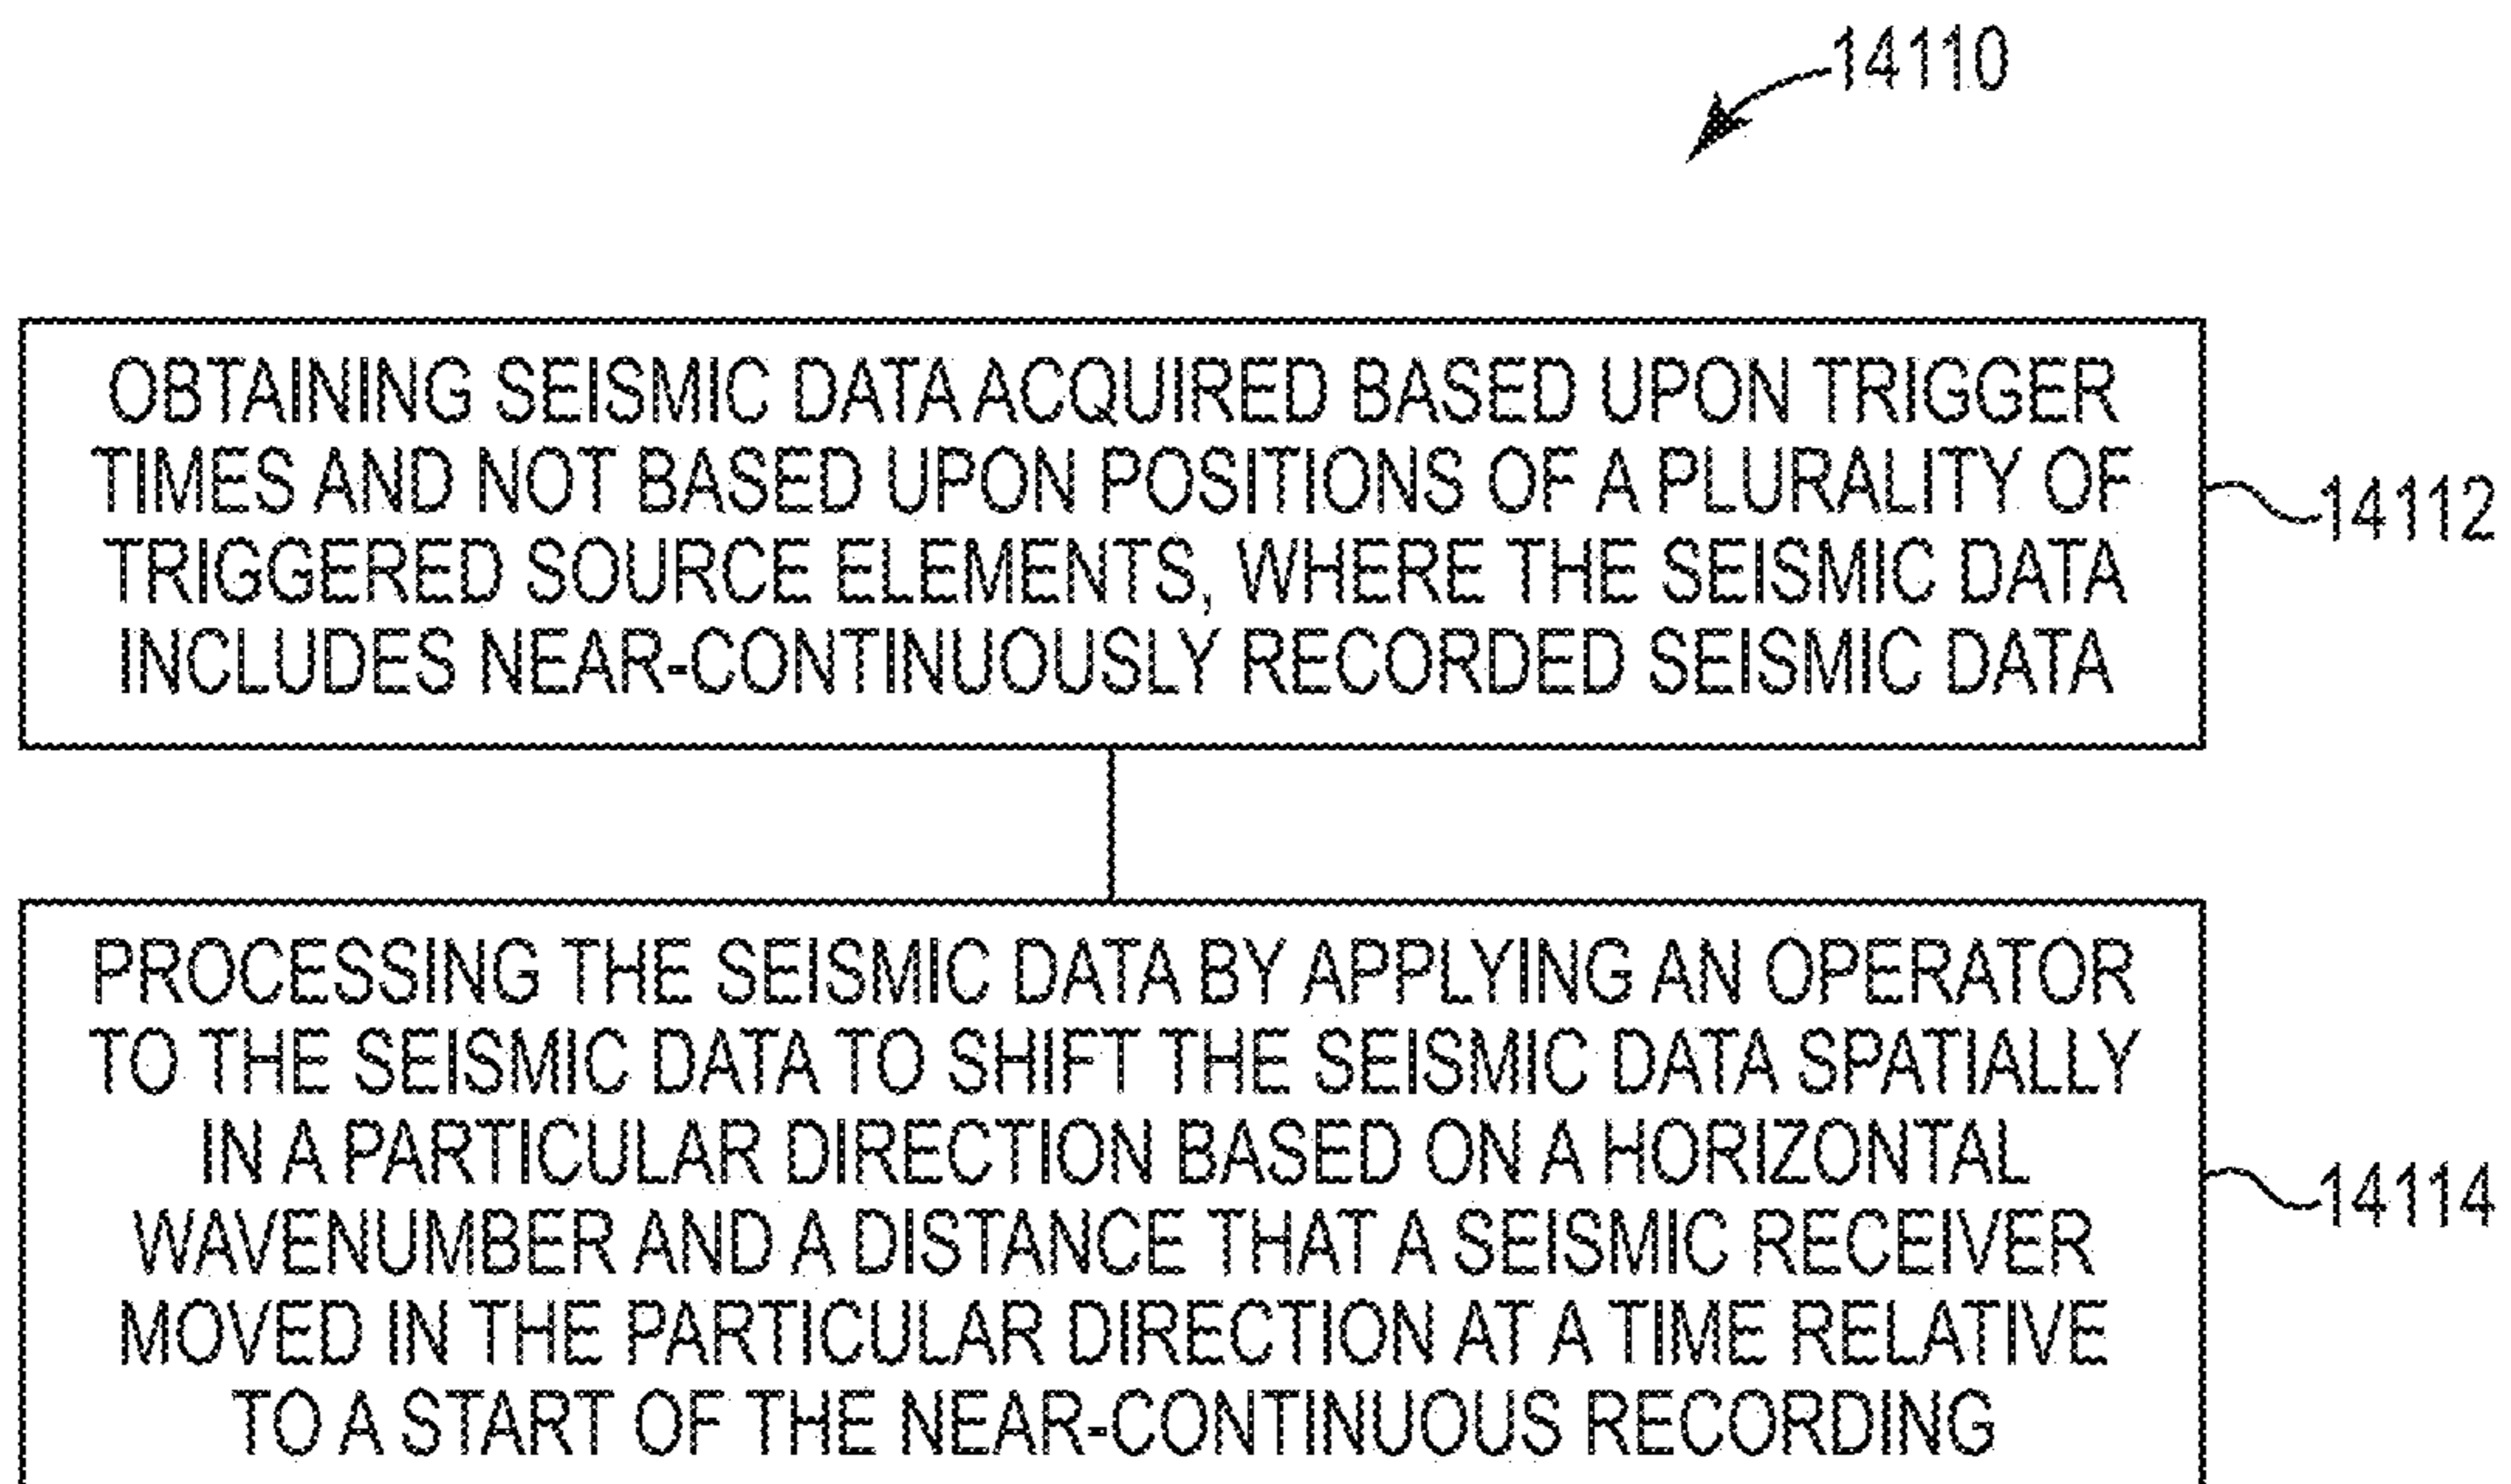 14110
OBTAINING SEISMIC DATA ACQUIRED BASED UPON TRIGGER
TIMES AND NOT BASED UPON POSITIONS OF A PLURALITY OF
TRIGGERED SOURCE ELEMENTS, WHERE THE SEISMIC DATA
INCLUDES NEAR-CONTINUOUSLY RECORDED SEISMIC DATA
14112
PROCESSING THE SEISMIC DATA BY APPLYING AN OPERATOR
TO THE SEISMIC DATA TO SHIFT THE SEISMIC DATA SPATIALLY
IN A PARTICULAR DIRECTION BASED ON A HORIZONTAL
WAVENUMBER AND A DISTANCE THAT A SEISMIC RECEIVER
MOVED IN THE PARTICULAR DIRECTION AT A TIME RELATIVE
TO A START OF THE NEAR-CONTINUOUS RECORDING
14114